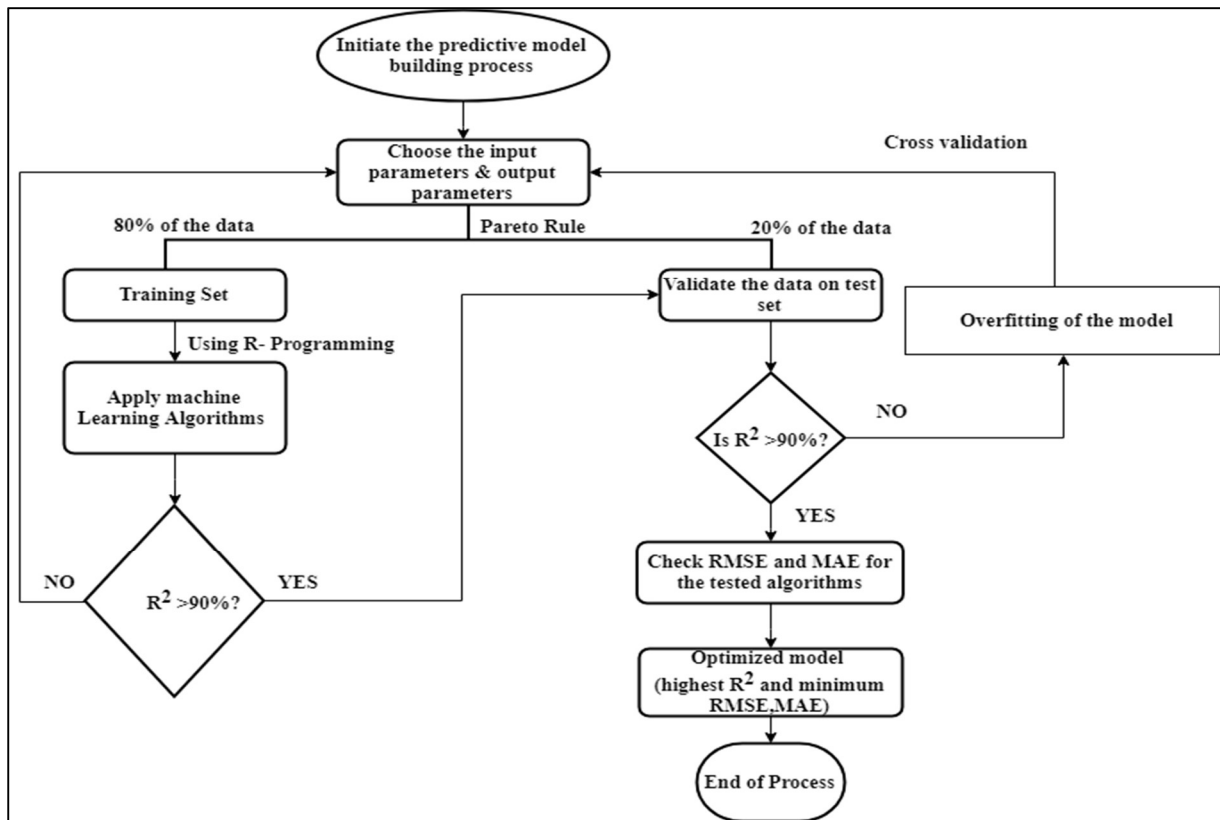 Initiate the predictive model
building process
Choose the input
parameters & output
parameters
Cross validation
80% of the data
Pareto Rule
20% of the data
Training Set
Validate the data on test
set
Overfitting of the model
Using R- Programming
Apply machine
Learning Algorithms
NO
Is R² >90%?
YES
NO
R² >90%?
YES
Check RMSE and MAE for
the tested algorithms
Optimized model
(highest R² and minimum
RMSE,MAE)
End of Process